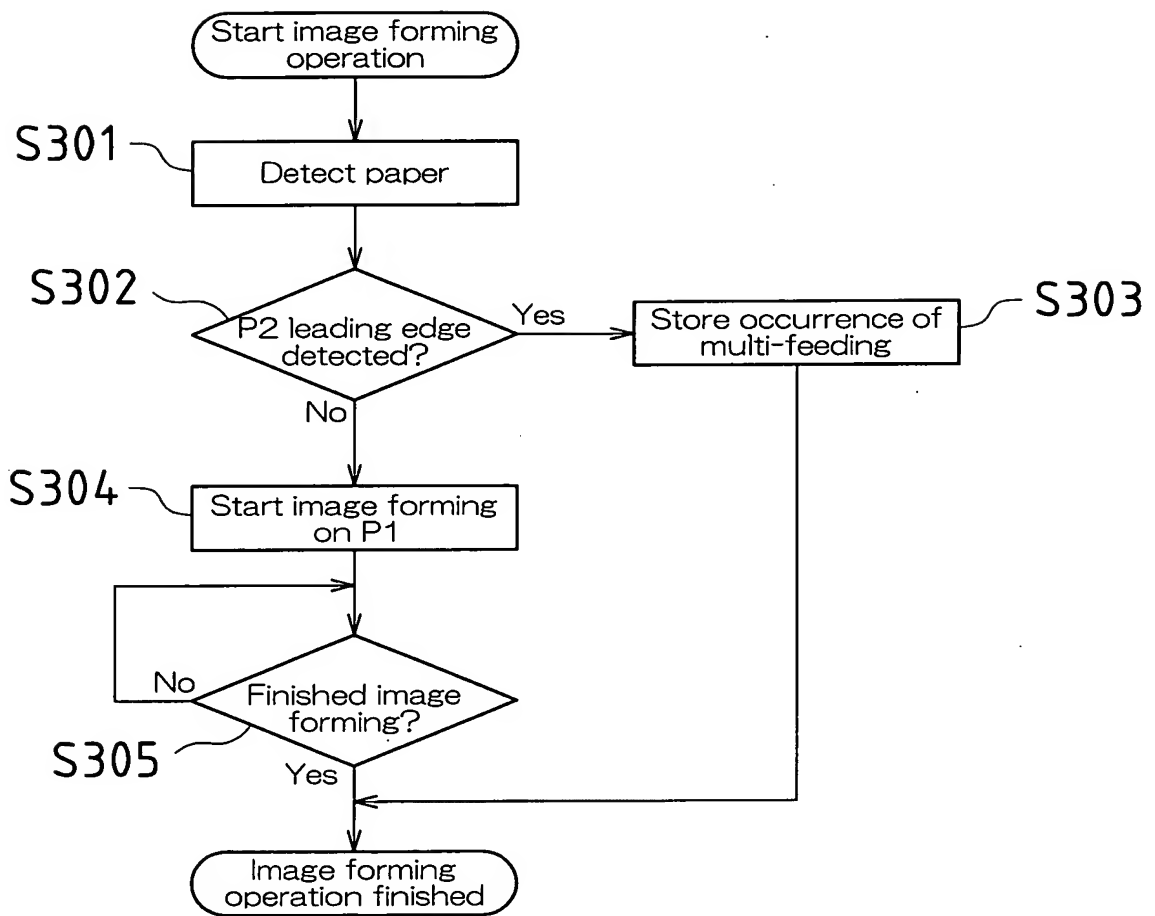 Start image forming
operation
S301
Detect paper
S302
P2 leading edge
detected?
Yes
Store occurrence of
multi-feeding
S303
No
S304
Start image forming
on P1
No
Finished image
forming?
S305
Yes
Image forming
operation finished